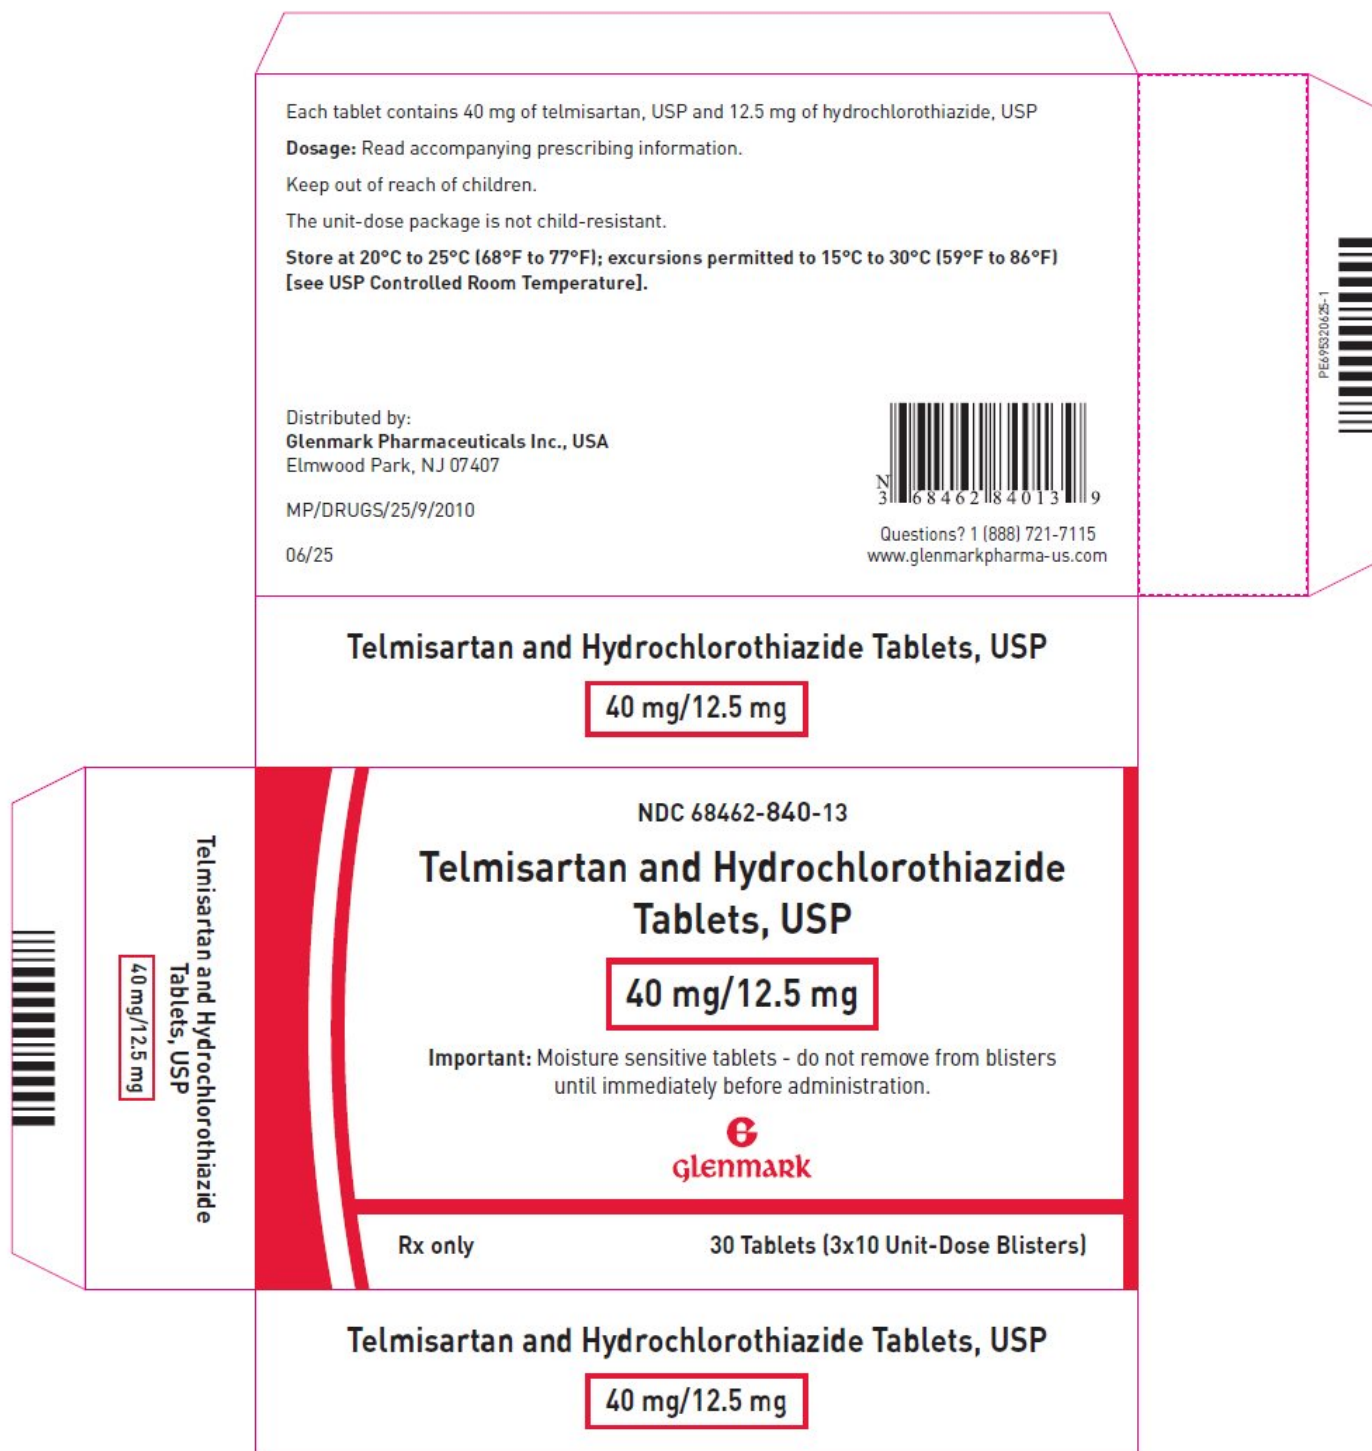 Each tablet contains 40 mg of telmisartan, USP and 12.5 mg of hydrochlorothiazide, USP
Dosage: Read accompanying prescribing information.
Keep out of reach of children.
The unit-dose package is not child-resistant.
Store at 20°C to 25°C (68°F to 77°F); excursions permitted to 15°C to 30°C (59°F to 86°F)
[see USP Controlled Room Temperature].
Distributed by:
Glenmark Pharmaceuticals Inc., USA
Elmwood Park, NJ 07407
MP/DRUGS/25/9/2010
06/25
N
3 68462 84013 9
Questions? 1 (888) 721-7115
www.glenmarkpharma-us.com
PE695320625-1
Telmisartan and Hydrochlorothiazide Tablets, USP
40 mg/12.5 mg
Telmisartan and Hydrochlorothiazide
Tablets, USP
40 mg/12.5 mg
NDC 68462-840-13
Telmisartan and Hydrochlorothiazide
Tablets, USP
40 mg/12.5 mg
Important: Moisture sensitive tablets - do not remove from blisters
until immediately before administration.
glenmark
Rx only
30 Tablets (3x10 Unit-Dose Blisters)
Telmisartan and Hydrochlorothiazide Tablets, USP
40 mg/12.5 mg